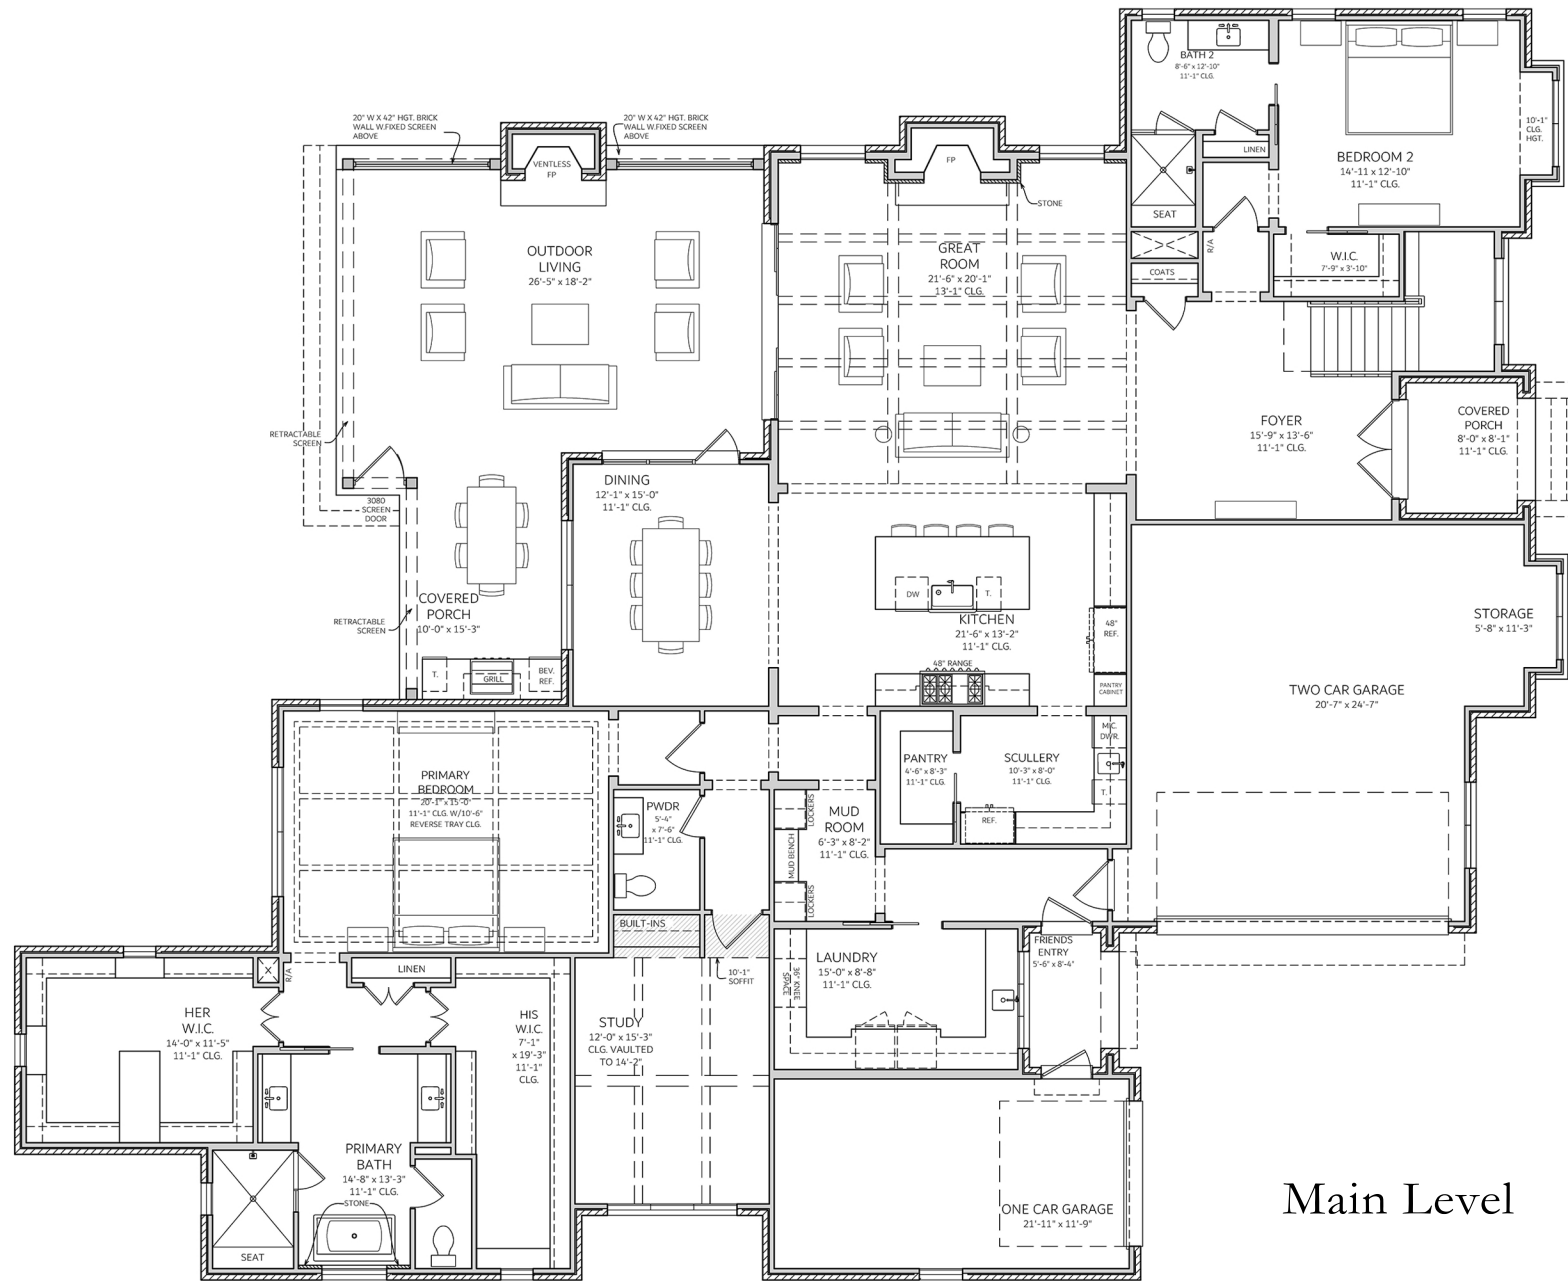 BATH 2
8'-6" x 12'-10"
11'-1" CLG.
LINEN
SEAT
BEDROOM 2
14'-11 x 12'-10"
11'-1" CLG.
10'-1"
CLG.
HGT.
20" W X 42" HGT. BRICK
WALL W.FIXED SCREEN
ABOVE
VENTLESS
FP
20" W X 42" HGT. BRICK
WALL W.FIXED SCREEN
ABOVE
FP
STONE
R/A
COATS
W.I.C.
7'-9" x 3'-10"
OUTDOOR
LIVING
26'-5" x 18'-2"
GREAT
ROOM
21'-6" x 20'-1"
13'-1" CLG.
RETRACTABLE
SCREEN
FOYER
15'-9" x 13'-6"
11'-1" CLG.
COVERED
PORCH
8'-0" x 8'-1"
11'-1" CLG.
3080
SCREEN
DOOR
DINING
12'-1" x 15'-0"
11'-1" CLG.
COVERED
PORCH
10'-0" x 15'-3"
RETRACTABLE
SCREEN
T.
GRILL
BEV.
REF.
DW
T.
KITCHEN
21'-6" x 13'-2"
11'-1" CLG.
48" RANGE
48"
REF.
PANTRY
CABINET
STORAGE
5'-8" x 11'-3"
TWO CAR GARAGE
20'-7" x 24'-7"
PRIMARY
BEDROOM
20'-1" x 15'-0"
11'-1" CLG. W/10'-6"
REVERSE TRAY CLG.
PWDR
5'-4"
x 7'-6"
11'-1" CLG.
PANTRY
4'-6" x 8'-3"
11'-1" CLG.
SCULLERY
10'-3" x 8'-0"
11'-1" CLG.
MIC.
DWR.
T.
REF.
LOCKERS
MUD BENCH
LOCKERS
MUD
ROOM
6'-3" x 8'-2"
11'-1" CLG.
BUILT-INS
10'-1"
SOFFIT
FRIENDS
ENTRY
5'-6" x 8'-4"
LAUNDRY
15'-0" x 8'-8"
11'-1" CLG.
36" KNEE
SPACE
X
R/A
LINEN
HER
W.I.C.
14'-0" x 11'-5"
11'-1" CLG.
HIS
W.I.C.
7'-1"
x 19'-3"
11'-1"
CLG.
STUDY
12'-0" x 15'-3"
CLG. VAULTED
TO 14'-2"
PRIMARY
BATH
14'-8" x 13'-3"
11'-1" CLG.
STONE
SEAT
ONE CAR GARAGE
21'-11" x 11'-9"
Main Level